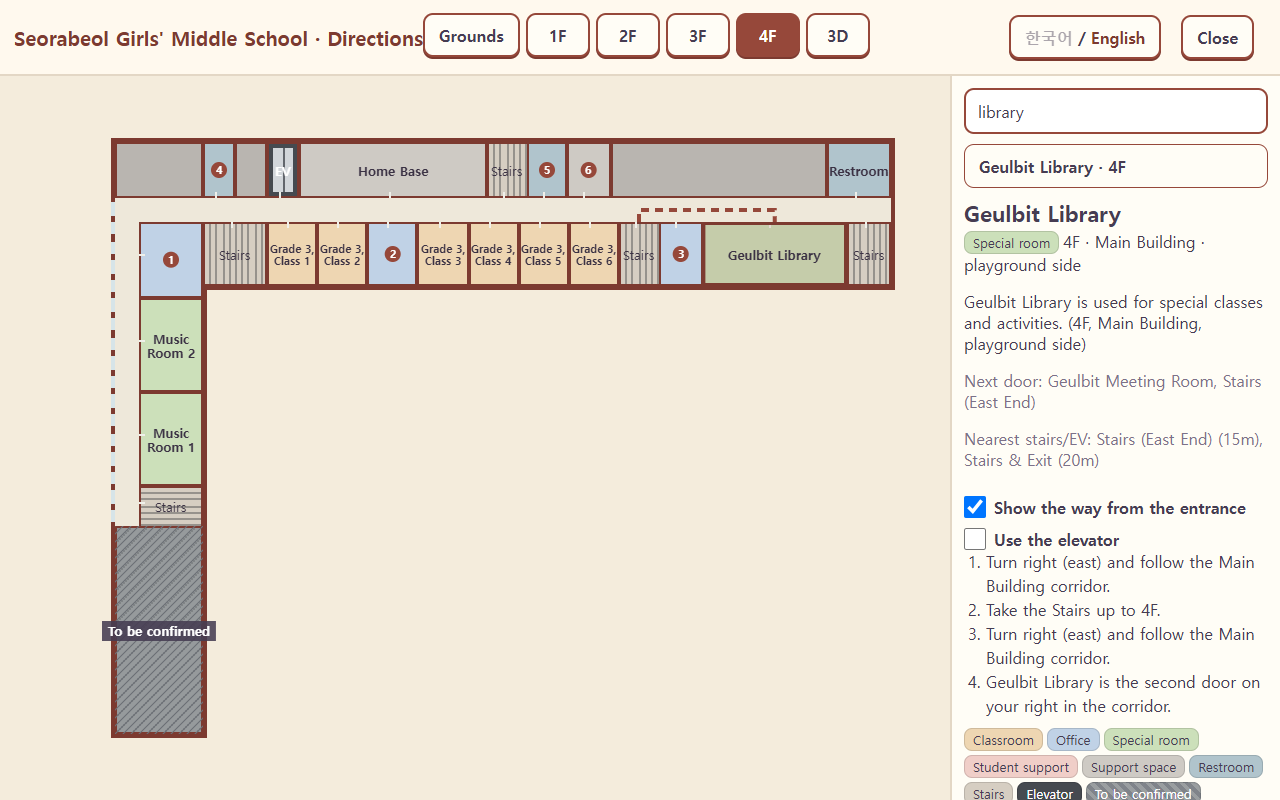 Seorabeol Girls' Middle School · Directions
Grounds
1F
2F
3F
4F
3D
한국어 / English
Close
library
Geulbit Library · 4F
Geulbit Library
Special room 4F · Main Building ·
playground side
Geulbit Library is used for special classes
and activities. (4F, Main Building,
playground side)
Next door: Geulbit Meeting Room, Stairs
(East End)
Nearest stairs/EV: Stairs (East End) (15m),
Stairs & Exit (20m)
Show the way from the entrance
Use the elevator
1. Turn right (east) and follow the Main
Building corridor.
2. Take the Stairs up to 4F.
3. Turn right (east) and follow the Main
Building corridor.
4. Geulbit Library is the second door on
your right in the corridor.
Classroom
Office
Special room
Student support
Support space
Restroom
Stairs
Elevator
To be confirmed
4
EV
Home Base
Stairs
5
6
Restroom
1
Stairs
Grade 3,
Class 1
Grade 3,
Class 2
2
Grade 3,
Class 3
Grade 3,
Class 4
Grade 3,
Class 5
Grade 3,
Class 6
Stairs
3
Geulbit Library
Stairs
Music
Room 2
Music
Room 1
Stairs
To be confirmed